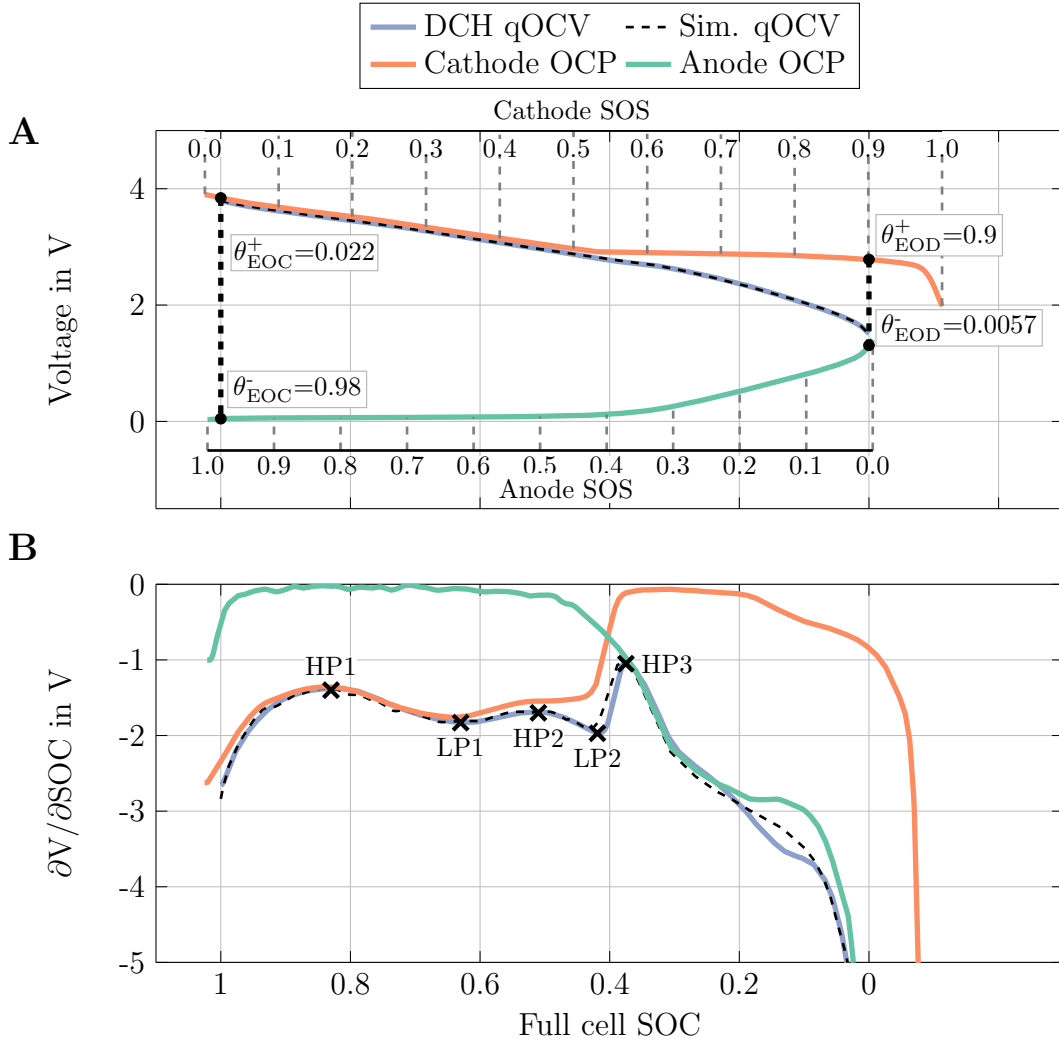 DCH qOCV Sim. qOCV
Cathode OCP Anode OCP
A
Cathode SOS
0.0 0.1 0.2 0.3 0.4 0.5 0.6 0.7 0.8 0.9 1.0
4
2
0
Voltage in V
θ+EOC=0.022
θ+EOD=0.9
θ-EOD=0.0057
θ-EOC=0.98
1.0 0.9 0.8 0.7 0.6 0.5 0.4 0.3 0.2 0.1 0.0
Anode SOS
B
0
-1
-2
-3
-4
-5
∂V/∂SOC in V
HP1
HP3
LP1
HP2
LP2
1 0.8 0.6 0.4 0.2 0
Full cell SOC